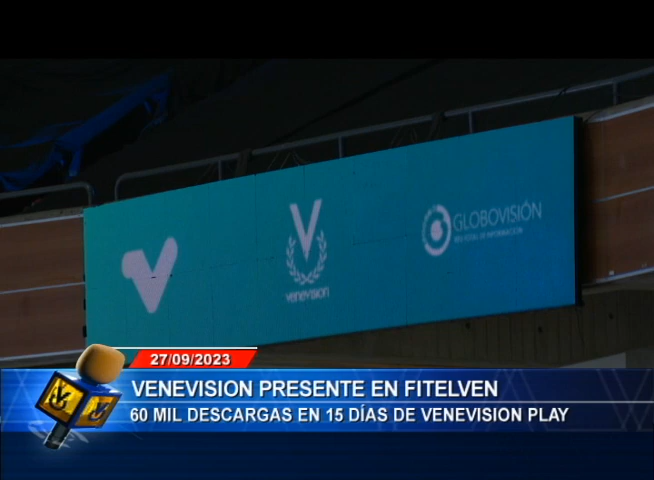 GLOBOVISIÓN
venevision
27/09/2023
VENEVISION PRESENTE EN FITELVEN
60 MIL DESCARGAS EN 15 DÍAS DE VENEVISION PLAY